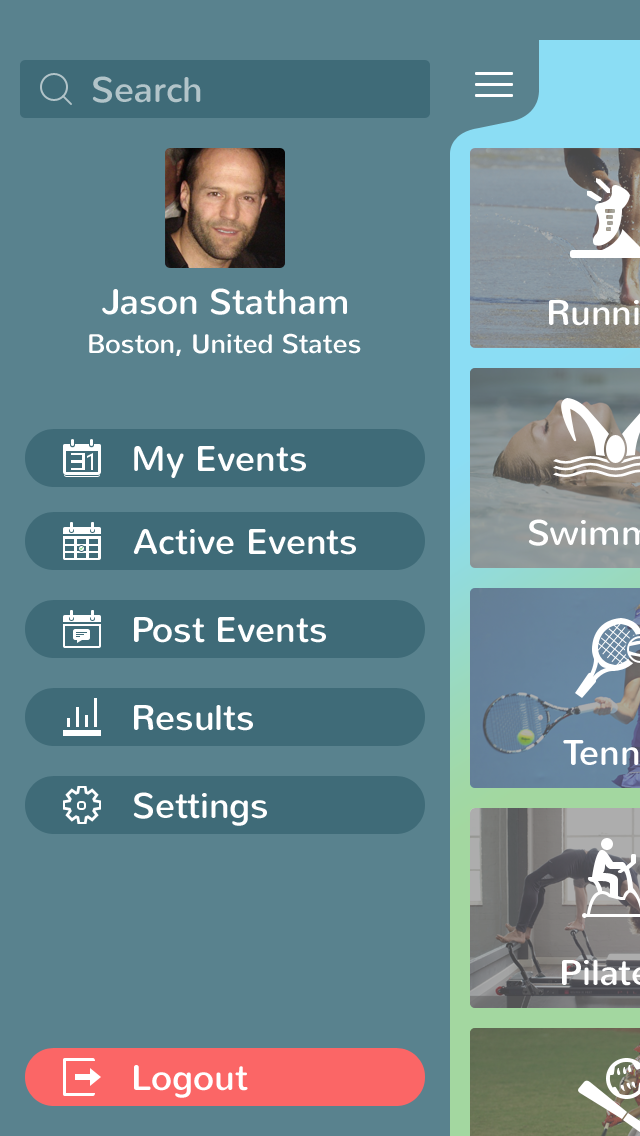 Search
Jason Statham
Boston, United States
31
My Events
Active Events
Post Events
Results
Settings
Logout
Runni
Swimm
Tenn
Pilate